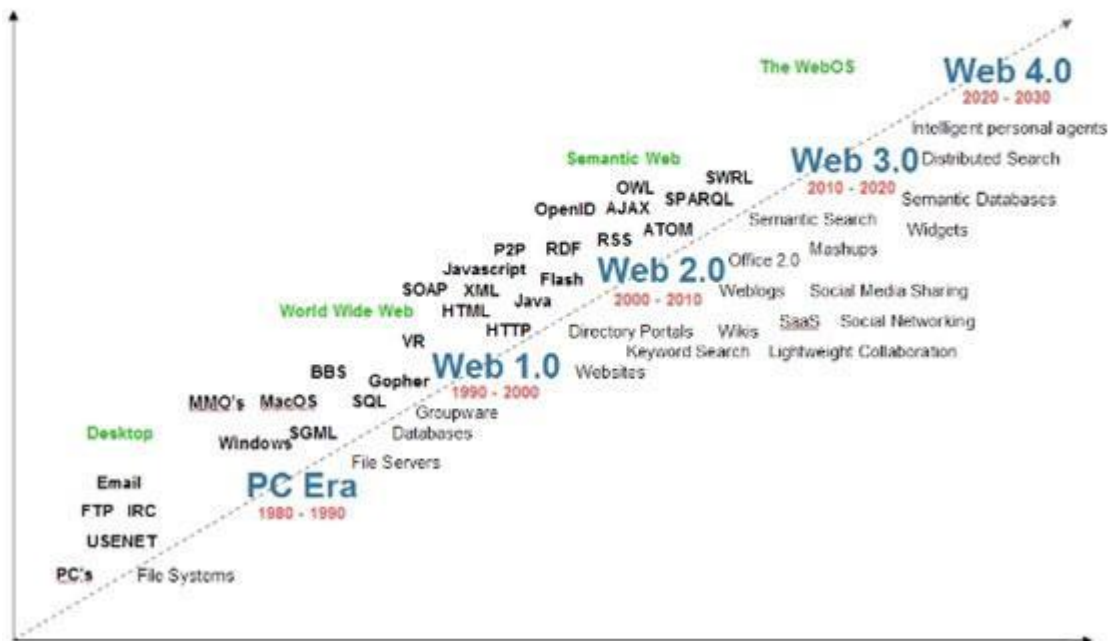 The WebOS
Web 4.0
2020 - 2030
Intelligent personal agents
Semantic Web
Web 3.0
Distributed Search
2010 - 2020
SWRL
OWL
SPARQL
Semantic Databases
OpenID
AJAX
Semantic Search
Widgets
ATOM
RSS
Mashups
P2P
RDF
Office 2.0
Javascript
Web 2.0
Flash
2000 - 2010
Weblogs
Social Media Sharing
SOAP
XML
Java
World Wide Web
HTML
SaaS
Social Networking
HTTP
Directory Portals
Wikis
VR
Keyword Search
Lightweight Collaboration
Web 1.0
Websites
1990 - 2000
BBS
Gopher
MMO's
MacOS
SQL
Groupware
Desktop
SGML
Databases
Windows
File Servers
Email
PC Era
1980 - 1990
FTP
IRC
USENET
PC's
File Systems